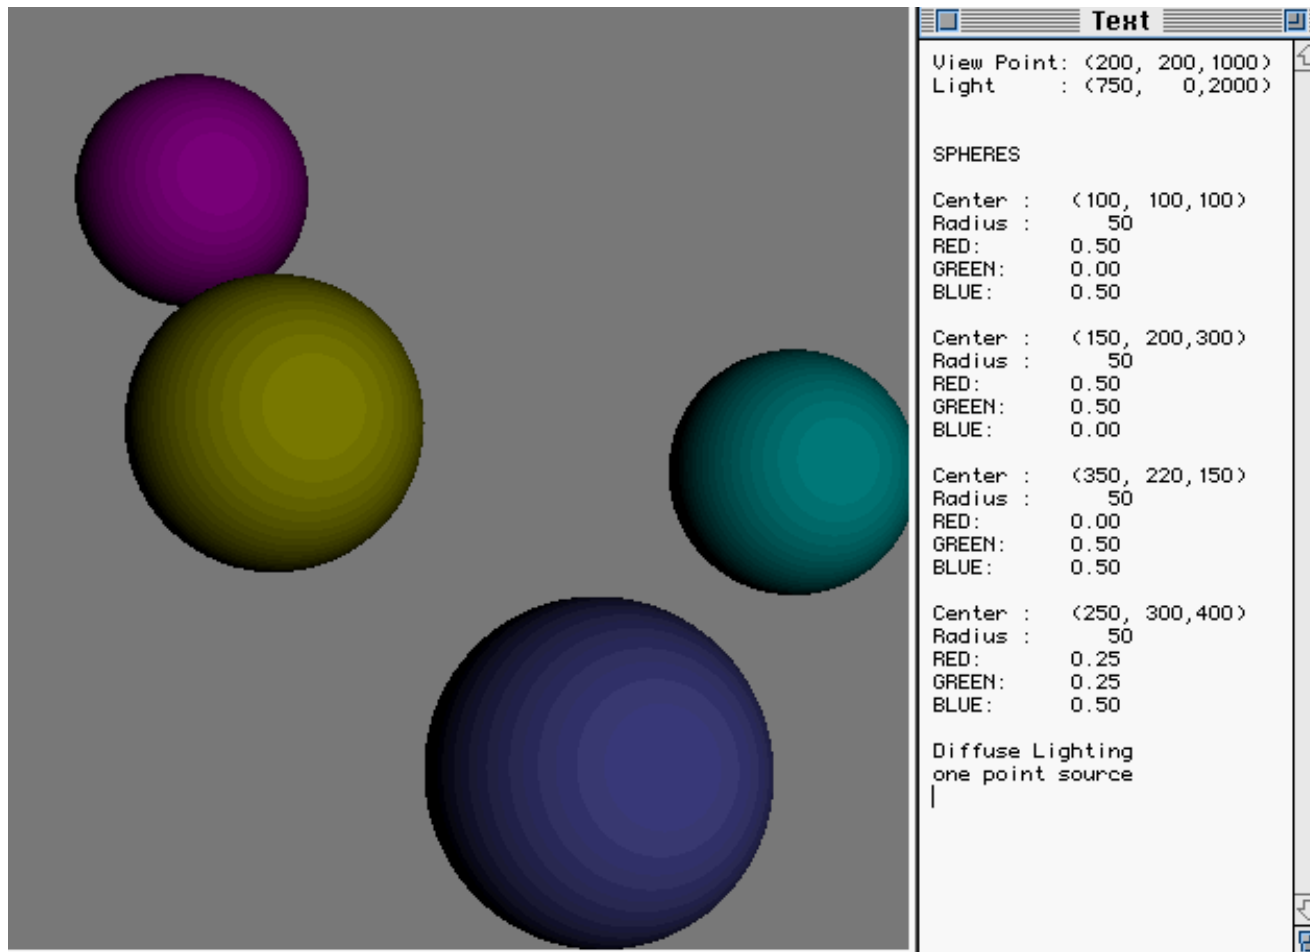 Text
View Point: (200, 200,1000)
Light     : (750,   0,2000)
SPHERES
Center :   (100, 100,100)
Radius :      50
RED:       0.50
GREEN:     0.00
BLUE:      0.50
Center :   (150, 200,300)
Radius :      50
RED:       0.50
GREEN:     0.50
BLUE:      0.00
Center :   (350, 220,150)
Radius :      50
RED:       0.00
GREEN:     0.50
BLUE:      0.50
Center :   (250, 300,400)
Radius :      50
RED:       0.25
GREEN:     0.25
BLUE:      0.50
Diffuse Lighting
one point source